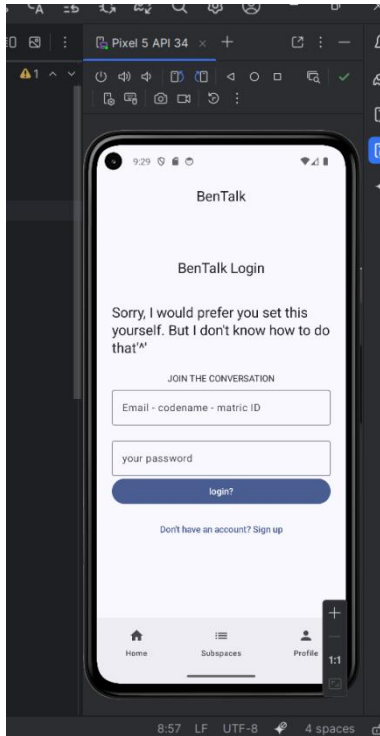 Pixel 5 API 34
1
9:29
BenTalk
BenTalk Login
Sorry, I would prefer you set this
yourself. But I don't know how to do
that'^'
JOIN THE CONVERSATION
Email - codename - matric ID
your password
login?
Don't have an account? Sign up
Home
Subspaces
Profile
1:1
8:57
LF
UTF-8
4 spaces